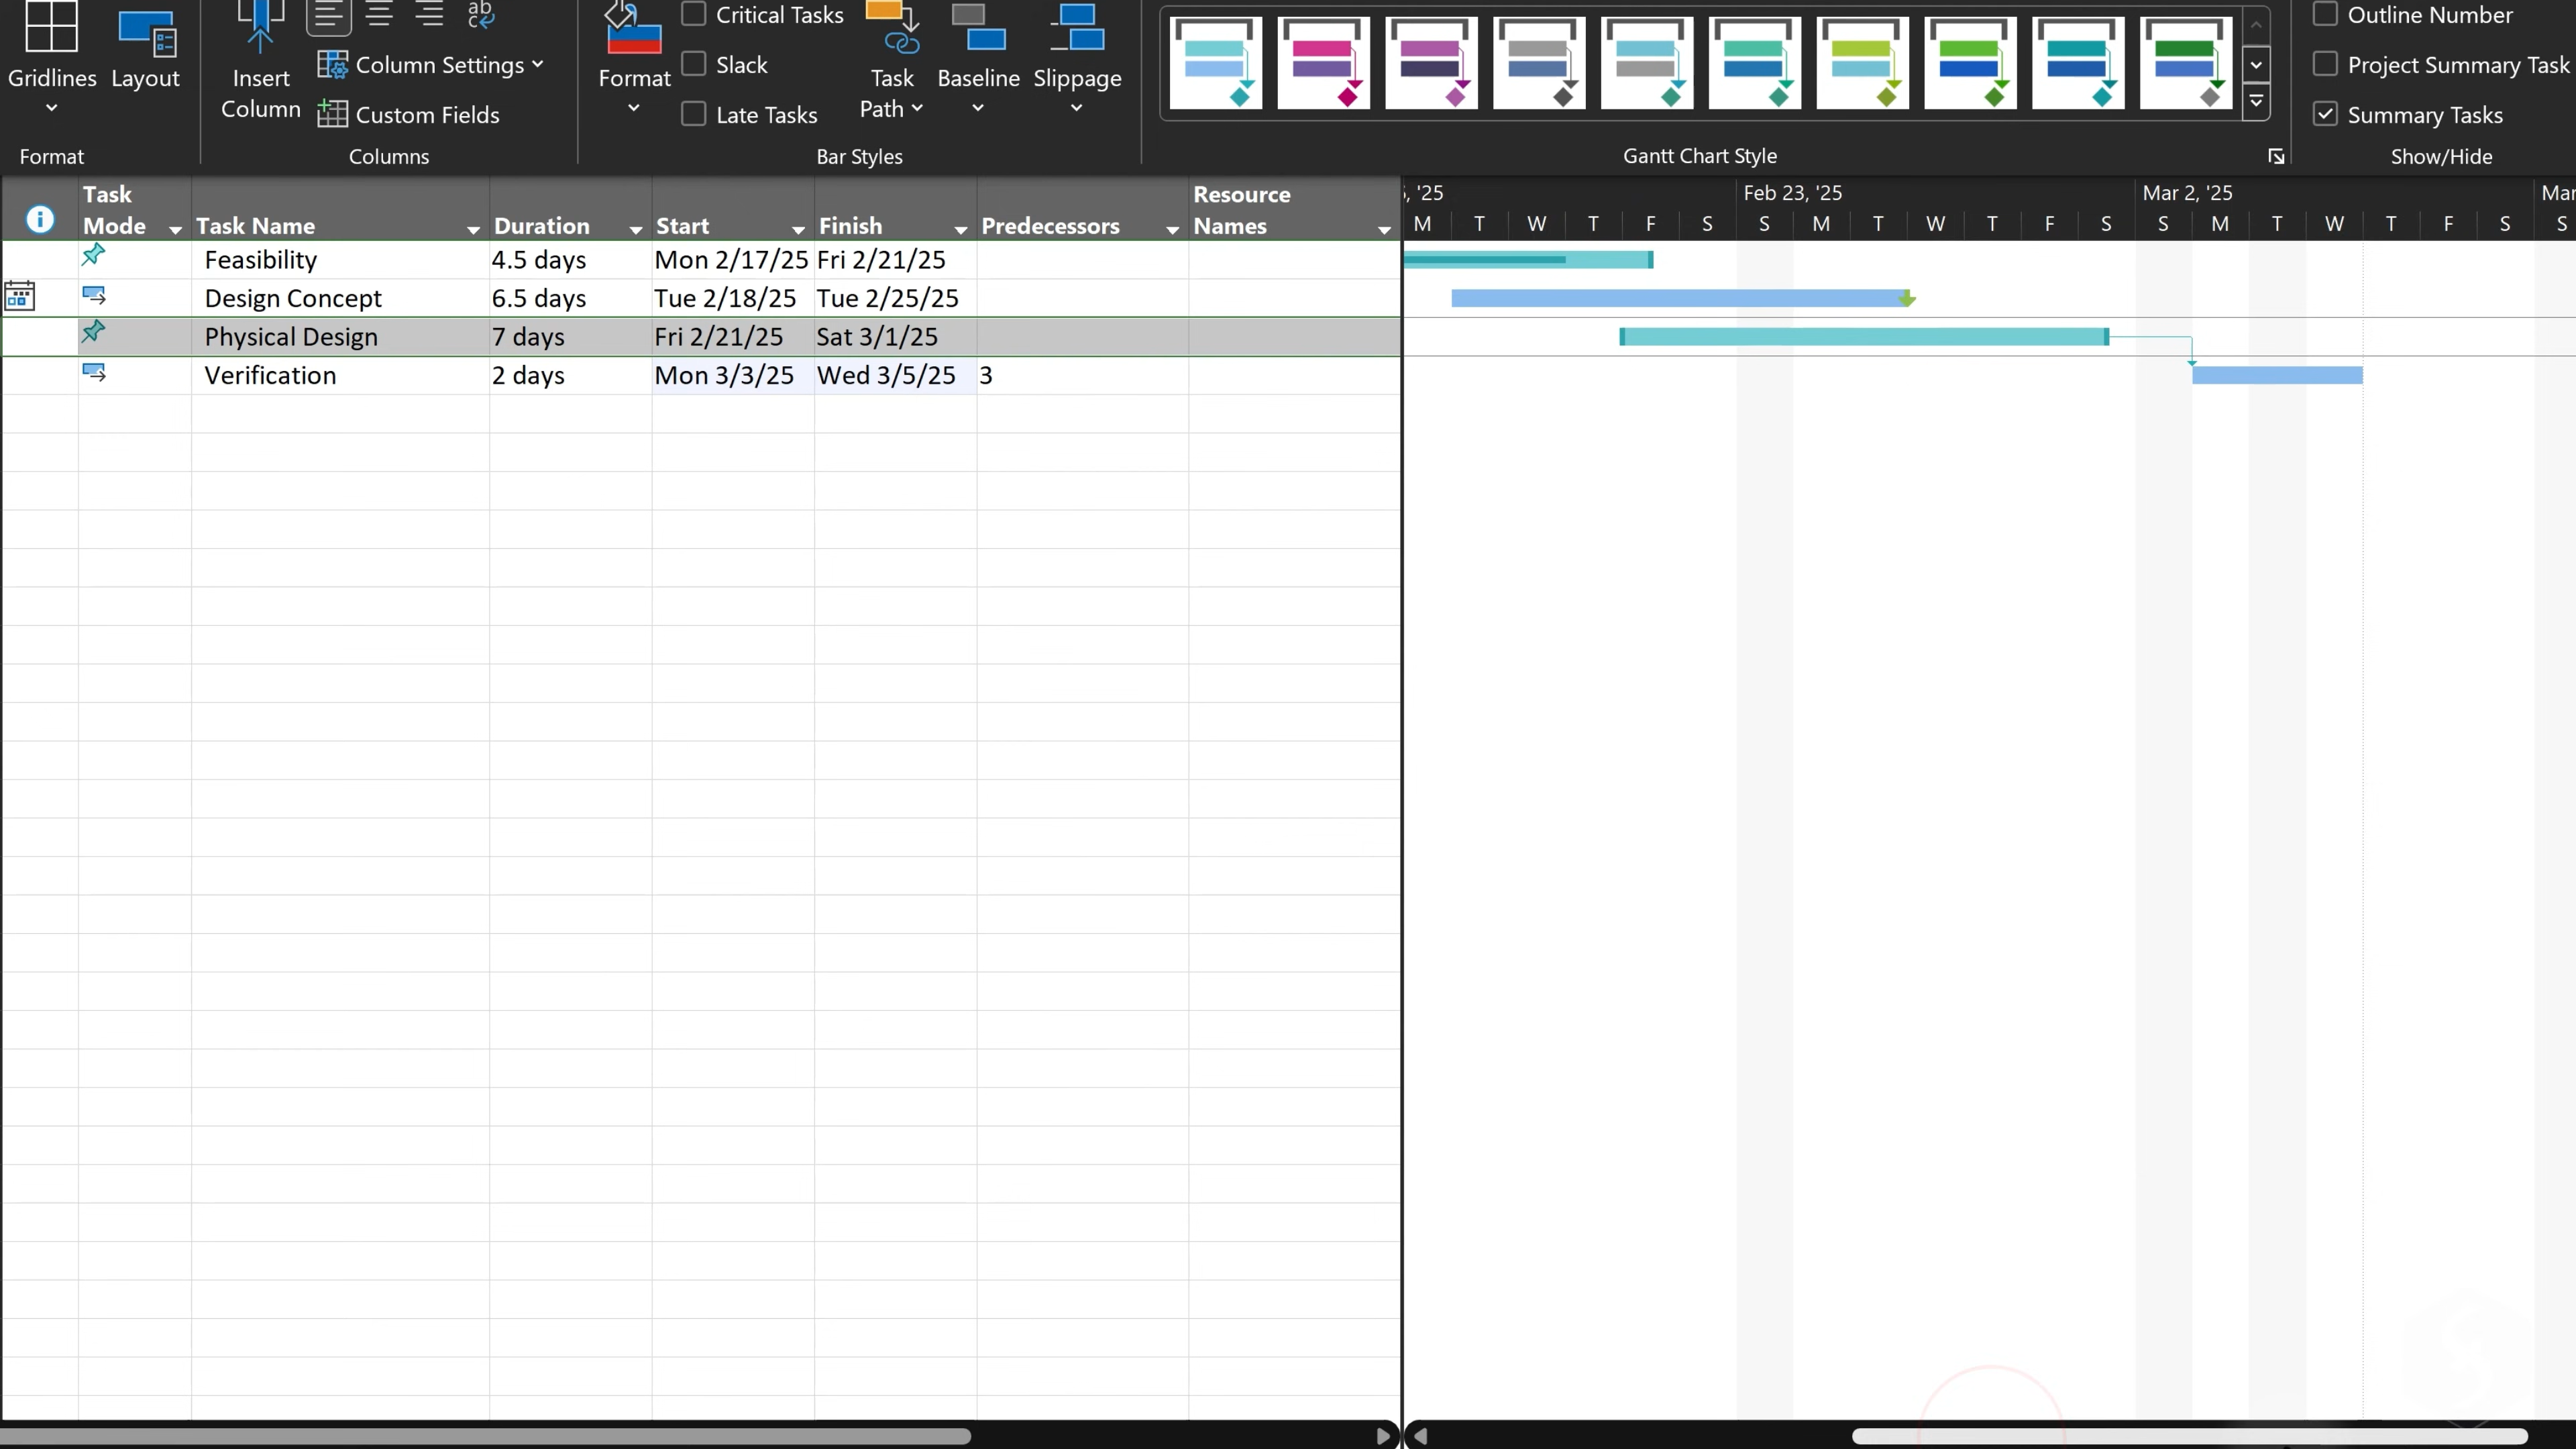 Gridlines
Layout
Format
Insert Column
ab
c
Column Settings
Custom Fields
Columns
Format
Critical Tasks
Slack
Late Tasks
Task Path
Baseline
Slippage
Bar Styles
Gantt Chart Style
Outline Number
Project Summary Task
Summary Tasks
Show/Hide
Task Mode Task Name Duration Start Finish Predecessors Resource Names
'25 Feb 23, '25 Mar 2, '25 Mar
M T W T F S S M T W T F S S M T W T F S S
Feasibility 4.5 days Mon 2/17/25 Fri 2/21/25
Design Concept 6.5 days Tue 2/18/25 Tue 2/25/25
Physical Design 7 days Fri 2/21/25 Sat 3/1/25
Verification 2 days Mon 3/3/25 Wed 3/5/25 3